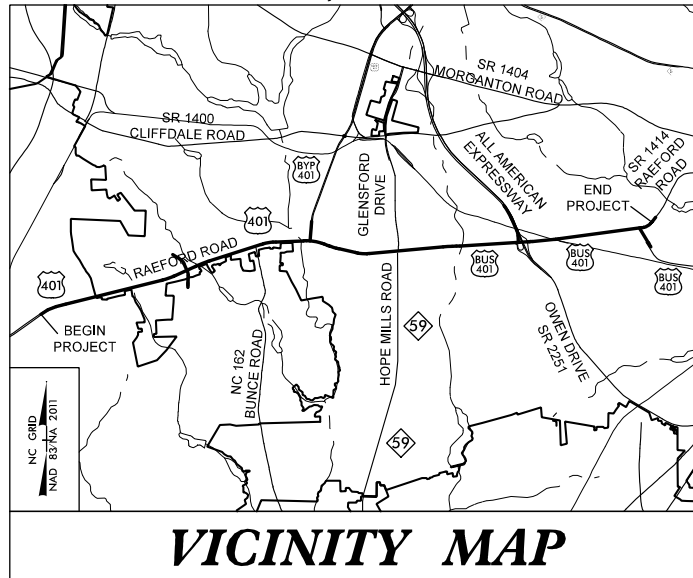 SR 1404
MORGANTON ROAD
SR 1400
CLIFFDALE ROAD
BYP
401
GLENSFORD
DRIVE
ALL AMERICAN
EXPRESSWAY
SR 1414
RAEFORD
ROAD
END
PROJECT
401
RAEFORD ROAD
BUS
401
BUS
401
BUS
401
401
BEGIN
PROJECT
NC 162
BUNCE ROAD
HOPE MILLS ROAD
59
OWEN DRIVE
SR 2251
59
NC GRID
NAD 83/NA 2011
VICINITY MAP